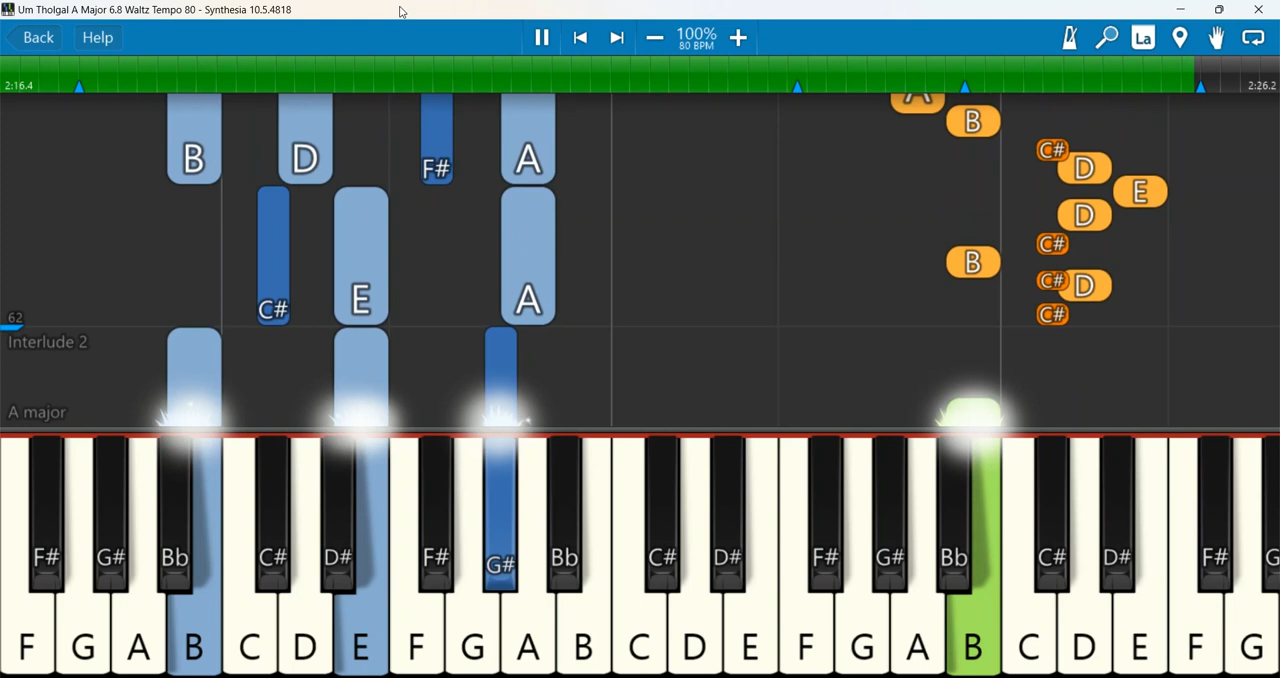 Um Tholgal A Major 6.8 Waltz Tempo 80 - Synthesia 10.5.4818
Back Help 100% La
80 BPM
2:16.4 2:26.2
A
B
B D F# A C# D
E
D
C#
B
C# E A C# D
C#
62
Interlude 2
A major
F# G# Bb C# D# F# G# Bb C# D# F# G# Bb C# D# F# G
F G A B C D E F G A B C D E F G A B C D E F G